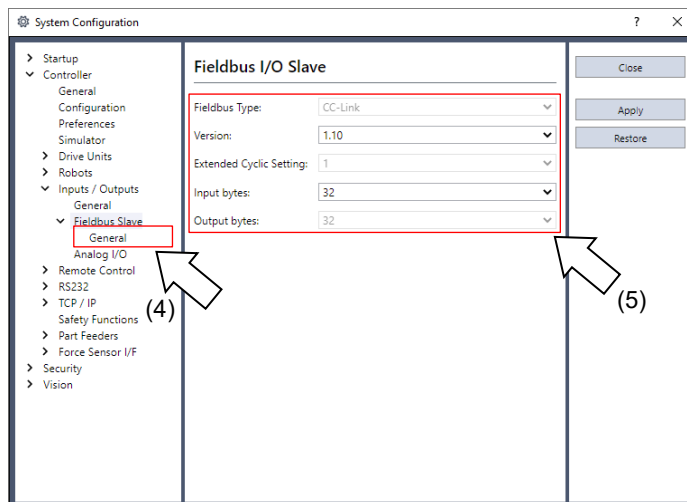 System Configuration
?
Startup
Controller
General
Configuration
Preferences
Simulator
Drive Units
Robots
Inputs / Outputs
General
Fieldbus Slave
General
Analog I/O
Remote Control
RS232
TCP / IP
Safety Functions
Part Feeders
Force Sensor I/F
Security
Vision
(4)
Fieldbus I/O Slave
Fieldbus Type: CC-Link
Version: 1.10
Extended Cyclic Setting: 1
Input bytes: 32
Output bytes: 32
(5)
Close
Apply
Restore